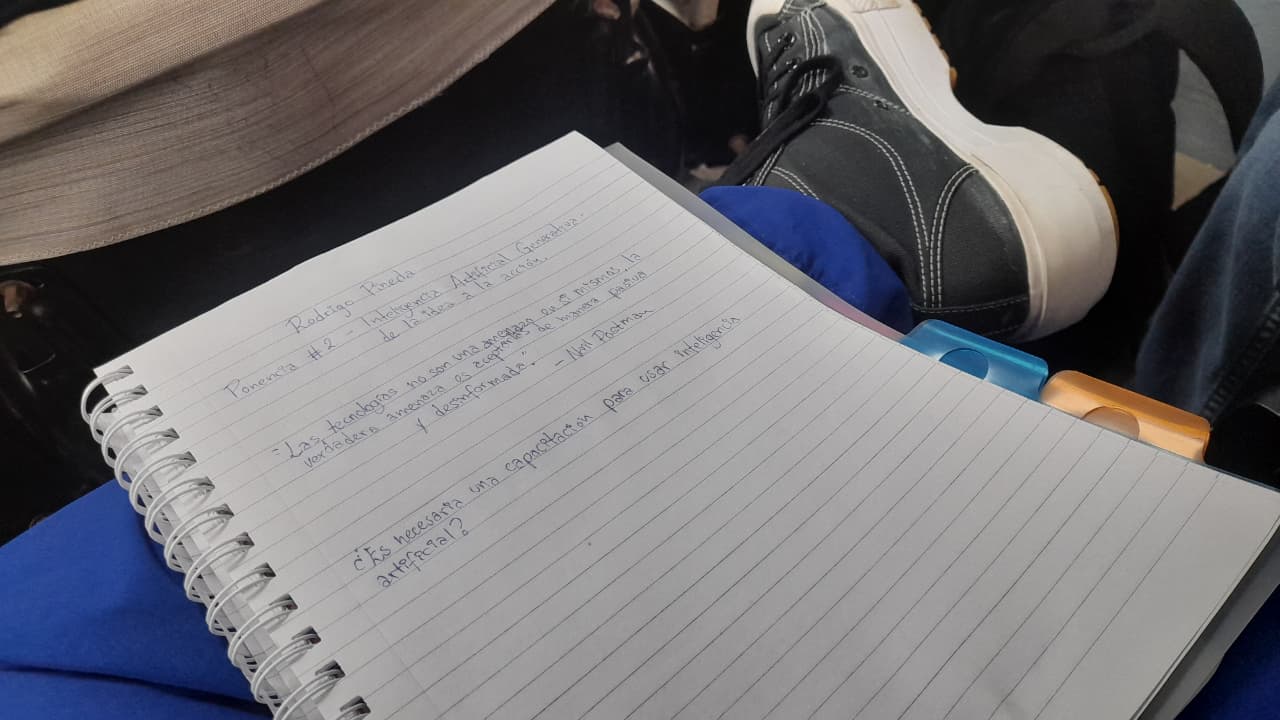 Rodrigo Pineda
Ponencia #2 - Inteligencia Artificial Generativa.
de la idea a la acción.
"Las tecnologías no son una amenaza en si mismas, la
verdadera amenaza es aceptarlas de manera pasiva
y desinformada." - Neil Postman
¿Es necesaria una capacitación para usar inteligencia
artificial?